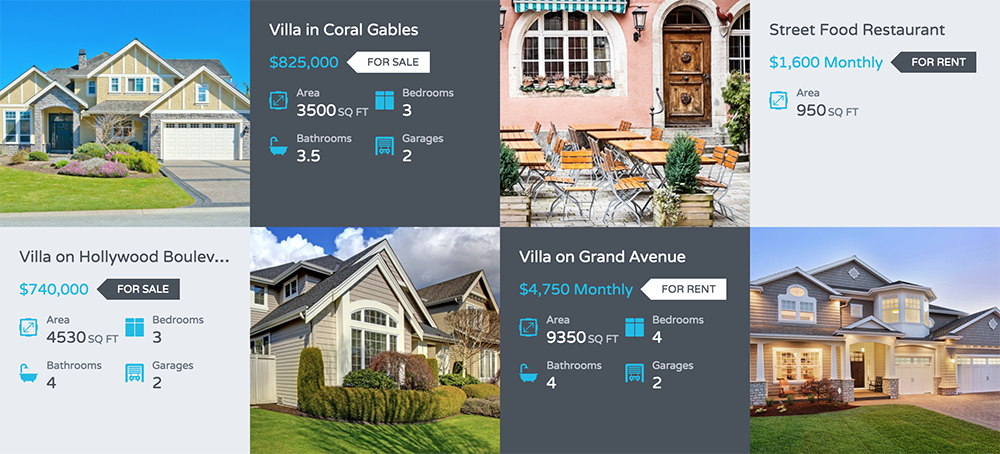 Villa in Coral Gables
$825,000 FOR SALE
Area
3500 SQ FT
Bedrooms
3
Bathrooms
3.5
Garages
2
Street Food Restaurant
$1,600 Monthly FOR RENT
Area
950 SQ FT
Villa on Hollywood Boulev...
$740,000 FOR SALE
Area
4530 SQ FT
Bedrooms
3
Bathrooms
4
Garages
2
Villa on Grand Avenue
$4,750 Monthly FOR RENT
Area
9350 SQ FT
Bedrooms
4
Bathrooms
4
Garages
2